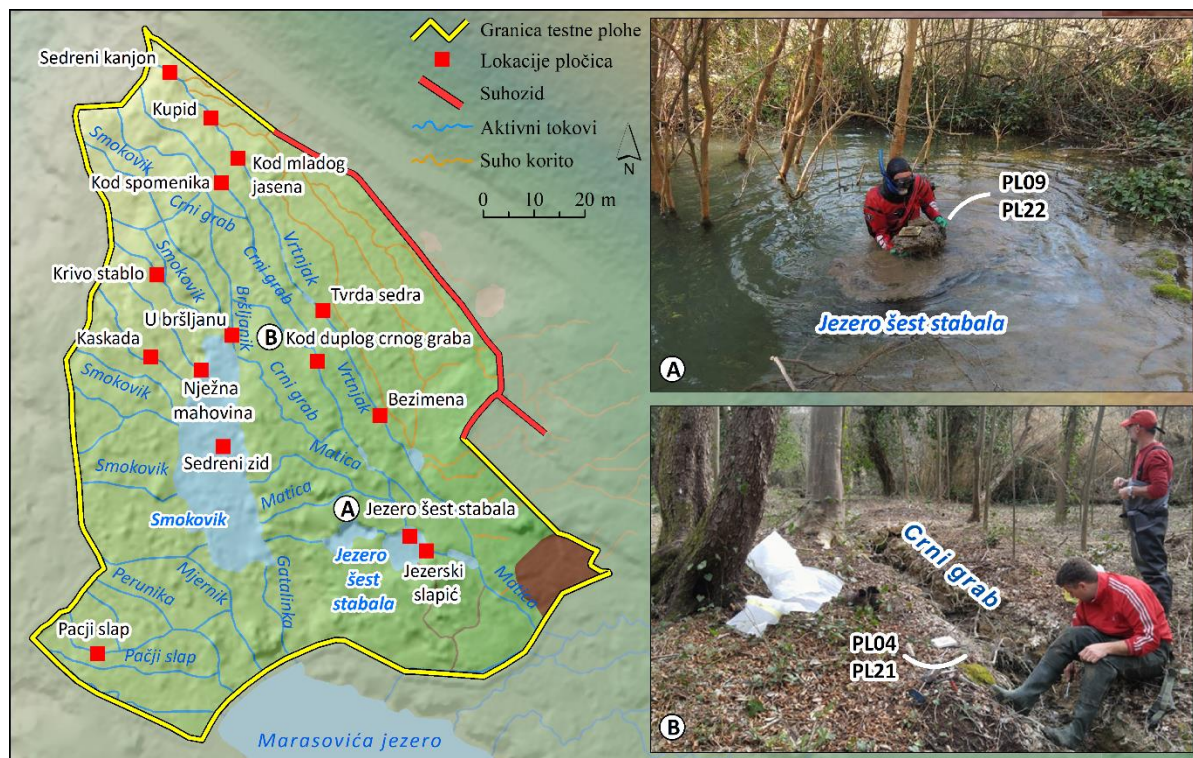 Granica testne plohe
Lokacije pločica
Suhozid
Aktivni tokovi
Suho korito
N
0 10 20 m
Sedreni kanjon
Kupid
Smokovik
Kod mladog
jasena
Kod spomenika
Crni grab
Vrtnjak
Smokovik
Crni grab
Krivo stablo
Bršljanik
Tvrda sedra
U bršljanu
B
Kod duplog crnog graba
Kaskada
Smokovik
Nježna
mahovina
Crni grab
Vrtnjak
Bezimena
Sedreni zid
Matica
Smokovik
Matica
Smokovik
A
Jezero šest stabala
Jezero
šest
stabala
Jezerski
slapić
Matica
Perunika
Mjernik
Gatalinka
Pacji slap
Pačji slap
Marasovića jezero
PL09
PL22
Jezero šest stabala
A
Crni grab
PL04
PL21
B